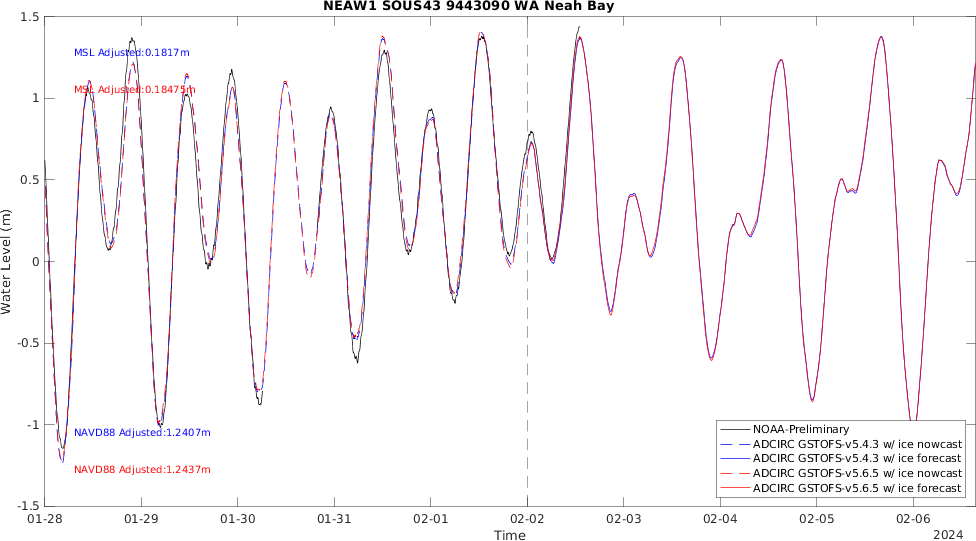 NEAW1 SOUS43 9443090 WA Neah Bay
1.5
1
0.5
0
-0.5
-1
-1.5
Water Level (m)
MSL Adjusted:0.1817m
MSL Adjusted:0.18475m
NAVD88 Adjusted:1.2407m
NAVD88 Adjusted:1.2437m
NOAA-Preliminary
ADCIRC GSTOFS-v5.4.3 w/ ice nowcast
ADCIRC GSTOFS-v5.4.3 w/ ice forecast
ADCIRC GSTOFS-v5.6.5 w/ ice nowcast
ADCIRC GSTOFS-v5.6.5 w/ ice forecast
01-28 01-29 01-30 01-31 02-01 02-02 02-03 02-04 02-05 02-06
Time
2024